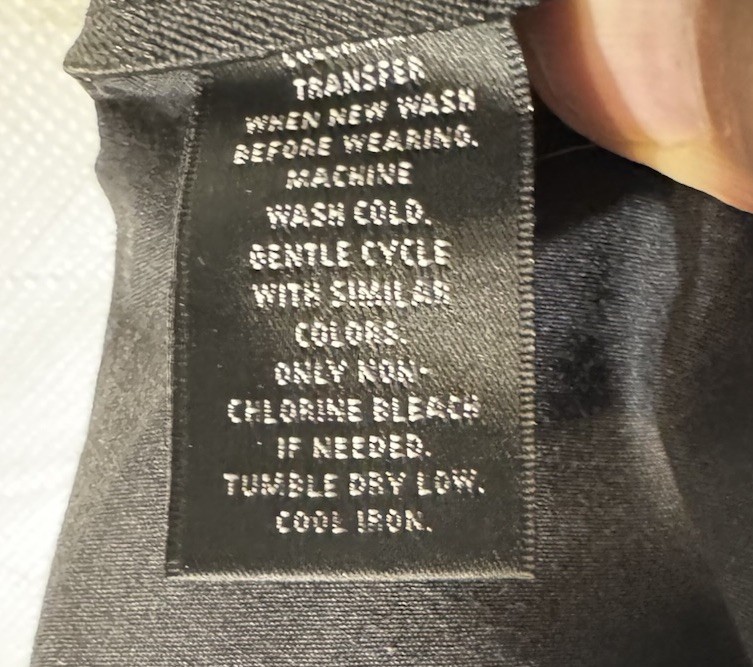 TRANSFER
WHEN NEW WASH
BEFORE WEARING.
MACHINE
WASH COLD.
GENTLE CYCLE
WITH SIMILAR
COLORS.
ONLY NON-
CHLORINE BLEACH
IF NEEDED.
TUMBLE DRY LOW.
COOL IRON.